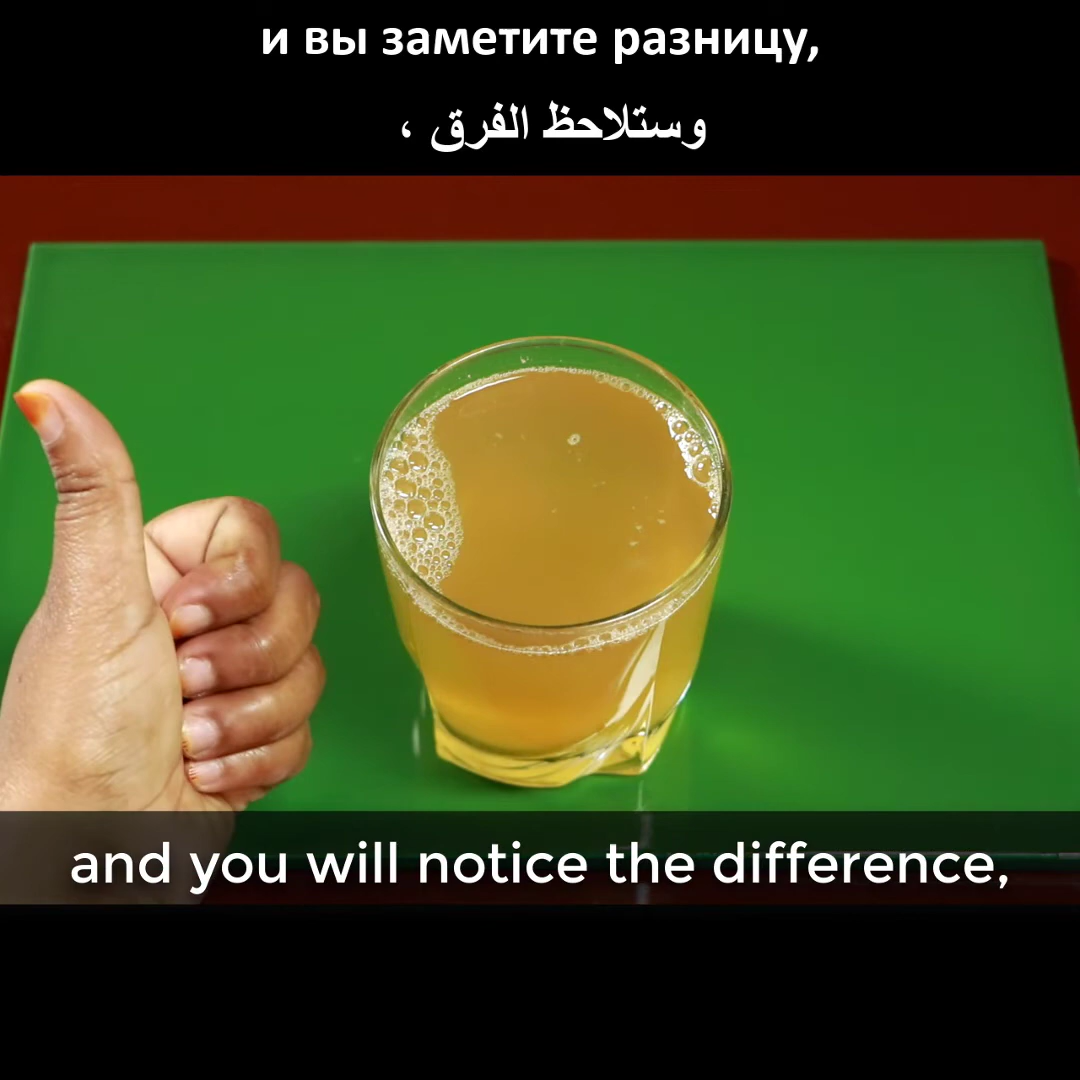 и вы заметите разницу,
وستلاحظ الفرق ،
and you will notice the difference,